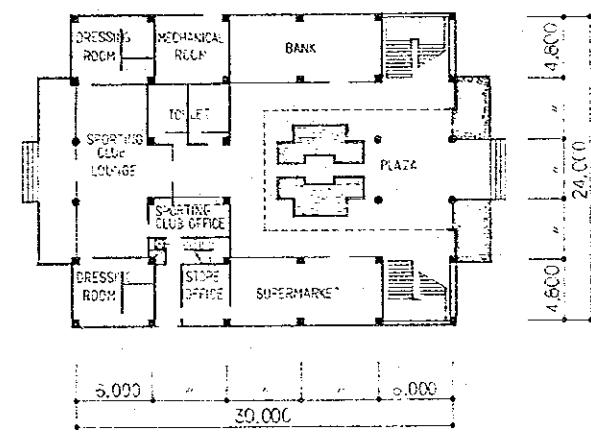 DRESSING
ROOM
MECHANICAL
ROOM
BANK
TOILET
SPORTING
CLUB
LOUNGE
PLAZA
SPORTING
CLUB OFFICE
DRESSING
ROOM
STORE
OFFICE
SUPERMARKET
4,800
〃
〃
〃
4,800
24,000
6,000
〃
〃
〃
6,000
30,000